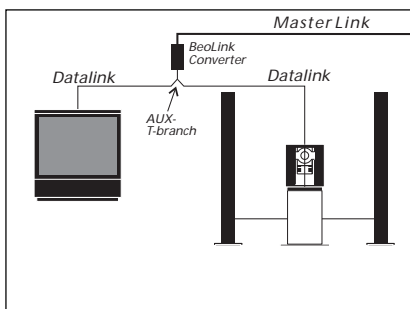 Master Link
BeoLink
Converter
Datalink
Datalink
AUX-
T-branch